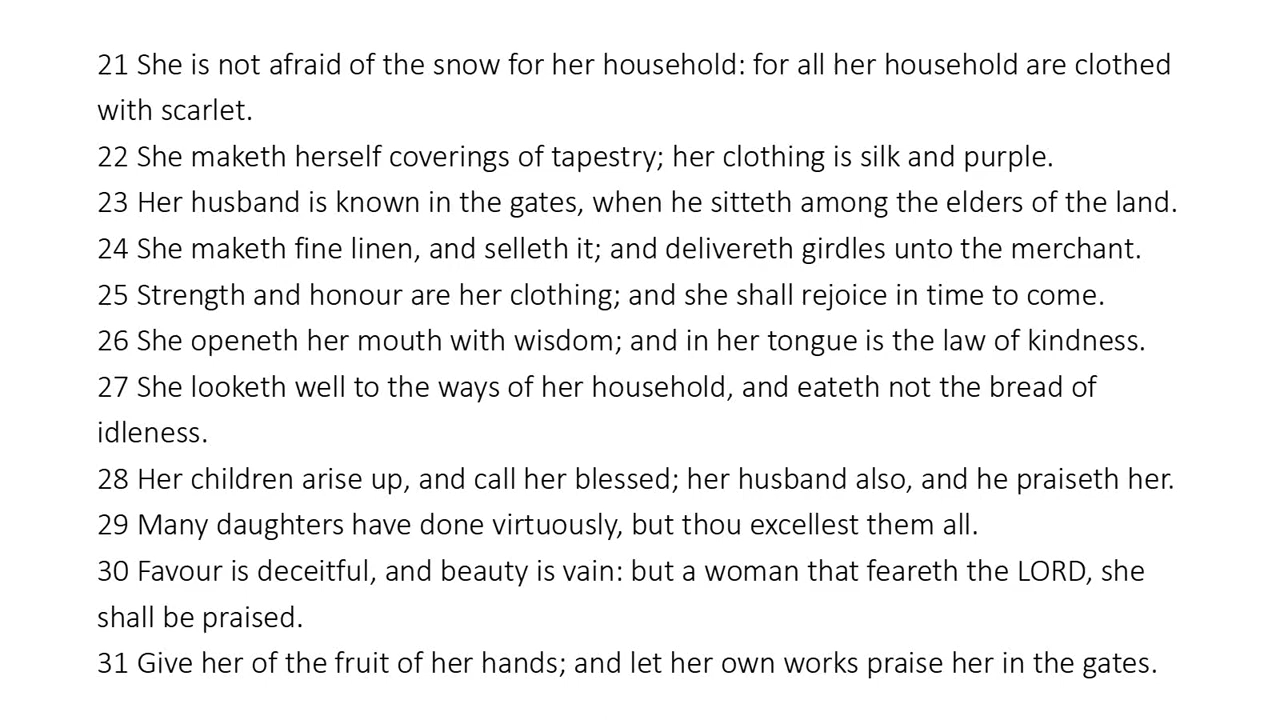 21 She is not afraid of the snow for her household: for all her household are clothed
with scarlet.
22 She maketh herself coverings of tapestry; her clothing is silk and purple.
23 Her husband is known in the gates, when he sitteth among the elders of the land.
24 She maketh fine linen, and selleth it; and delivereth girdles unto the merchant.
25 Strength and honour are her clothing; and she shall rejoice in time to come.
26 She openeth her mouth with wisdom; and in her tongue is the law of kindness.
27 She looketh well to the ways of her household, and eateth not the bread of
idleness.
28 Her children arise up, and call her blessed; her husband also, and he praiseth her.
29 Many daughters have done virtuously, but thou excellest them all.
30 Favour is deceitful, and beauty is vain: but a woman that feareth the LORD, she
shall be praised.
31 Give her of the fruit of her hands; and let her own works praise her in the gates.